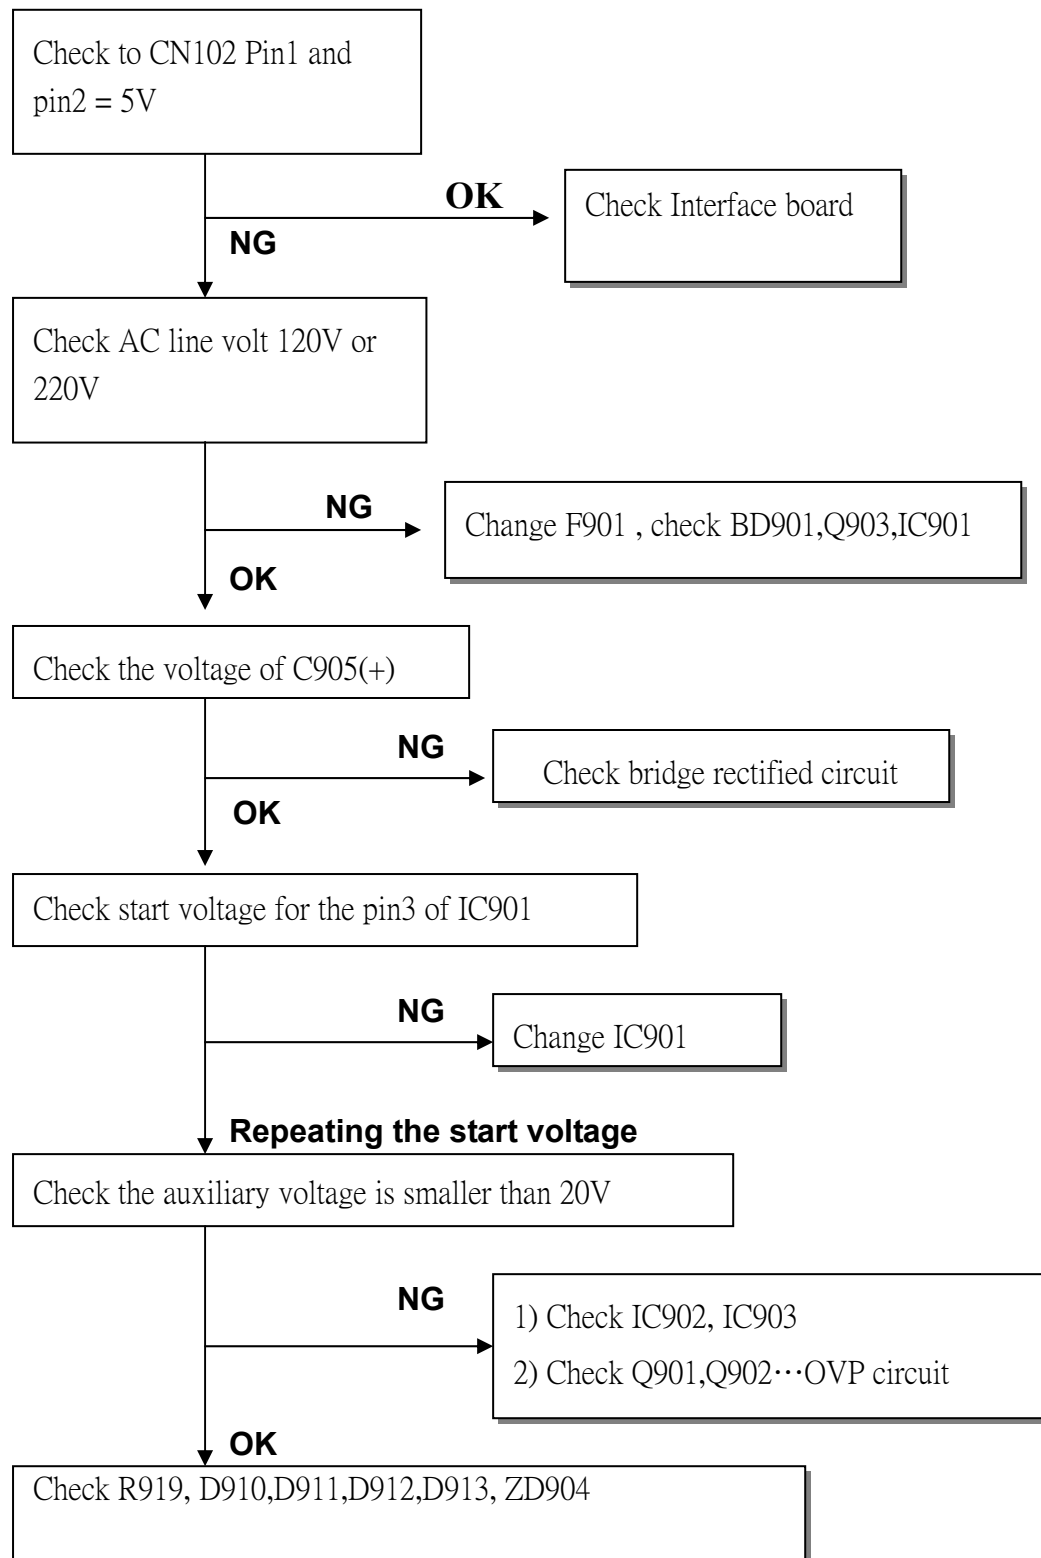 Check to CN102 Pin1 and
pin2 = 5V
OK
Check Interface board
NG
Check AC line volt 120V or
220V
NG
Change F901 , check BD901,Q903,IC901
OK
Check the voltage of C905(+)
NG
Check bridge rectified circuit
OK
Check start voltage for the pin3 of IC901
NG
Change IC901
Repeating the start voltage
Check the auxiliary voltage is smaller than 20V
NG
1) Check IC902, IC903
2) Check Q901,Q902⋯OVP circuit
OK
Check R919, D910,D911,D912,D913, ZD904